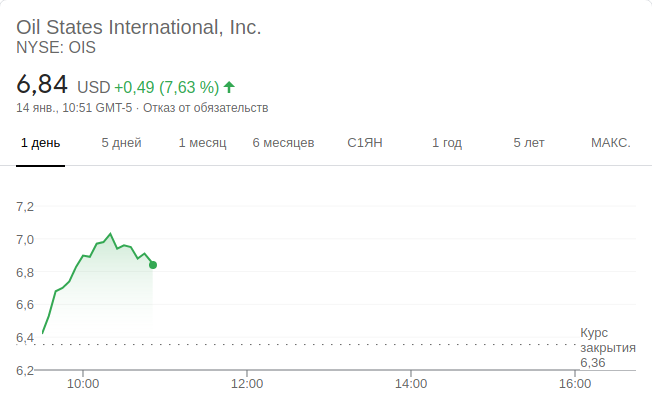 Oil States International, Inc.
NYSE: OIS
6,84 USD +0,49 (7,63 %)
14 янв., 10:51 GMT-5 · Отказ от обязательств
1 день 5 дней 1 месяц 6 месяцев С1ЯН 1 год 5 лет МАКС.
7,2
7,0
6,8
6,6
6,4
Курс
закрытия
6,36
6,2
10:00 12:00 14:00 16:00